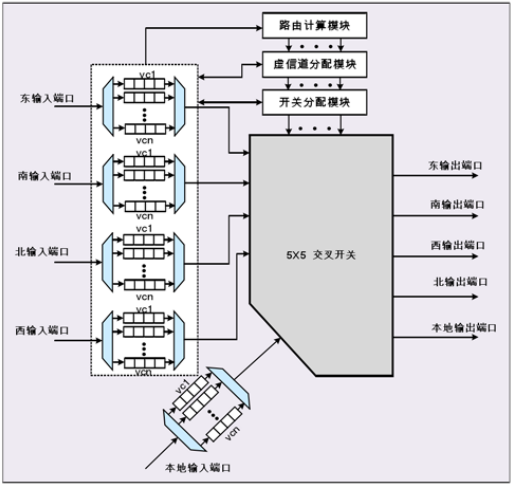 路由计算模块
虚信道分配模块
开关分配模块
vc1
东输入端口
vcn
vc1
南输入端口
vcn
vc1
北输入端口
vcn
vc1
西输入端口
vcn
5X5 交叉开关
东输出端口
南输出端口
西输出端口
北输出端口
本地输出端口
vc1
vcn
本地输入端口